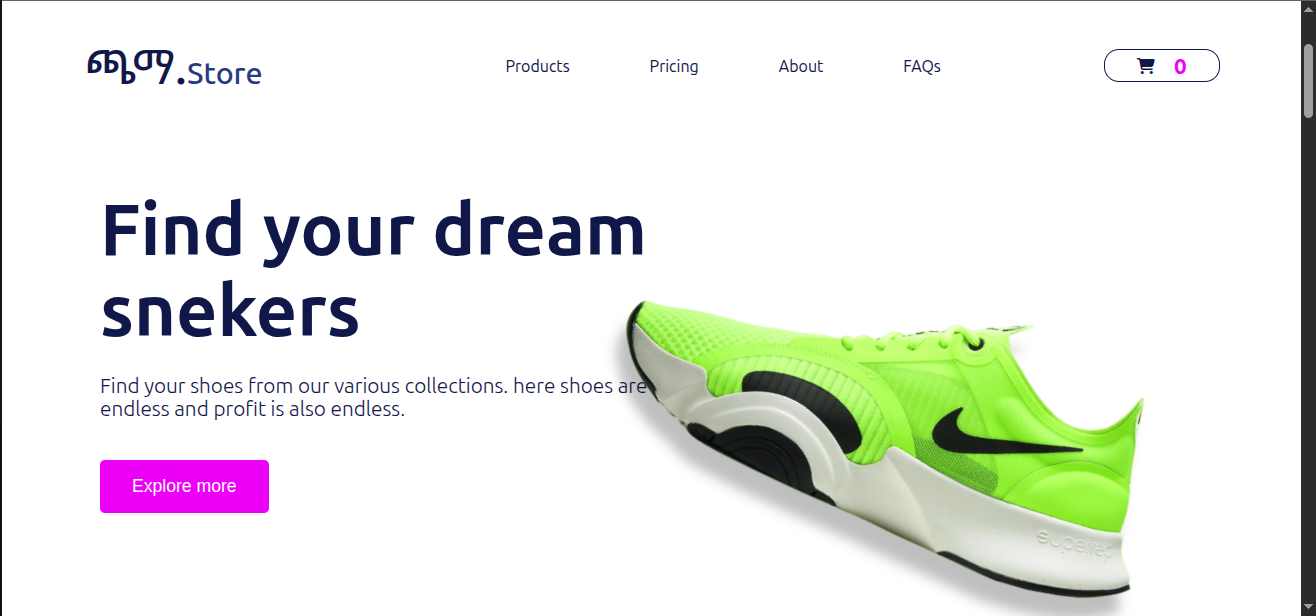 ጫማ.Store
Products
Pricing
About
FAQs
0
Find your dream
snekers
Find your shoes from our various collections. here shoes are
endless and profit is also endless.
Explore more
superrep